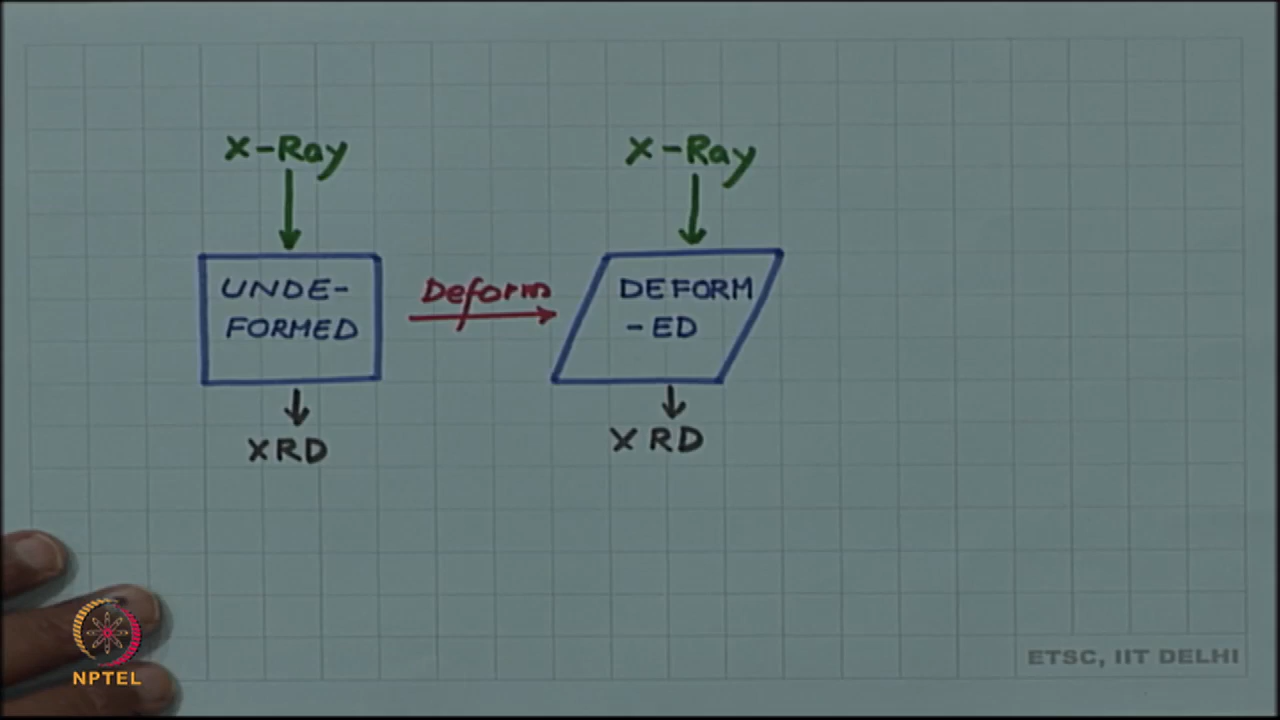 X-Ray
X-Ray
UNDE-
FORMED
Deform
DEFORM
-ED
XRD
XRD
NPTEL
ETSC, IIT DELHI